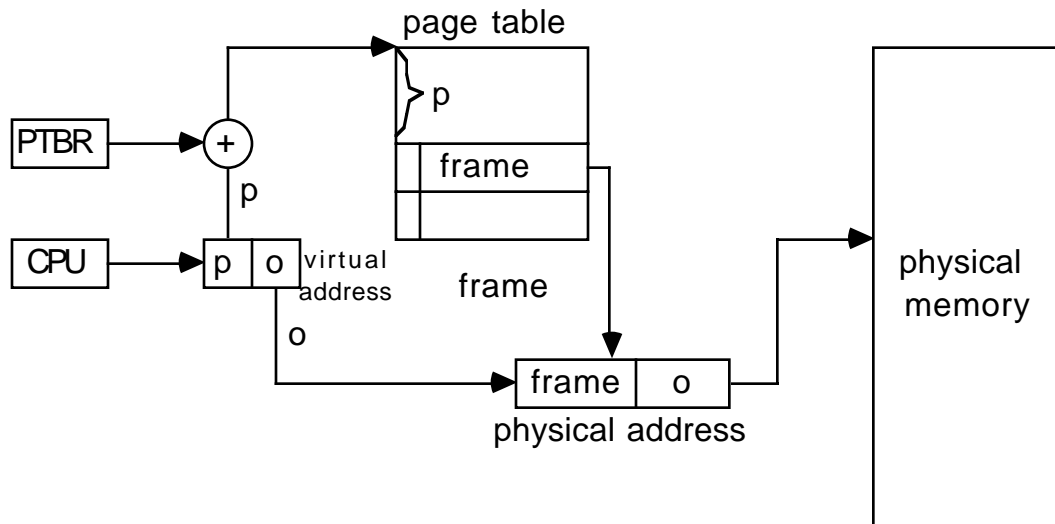 page table
p
PTBR
+
frame
p
CPU
p
o
virtual
address
frame
physical
memory
o
frame
o
physical address